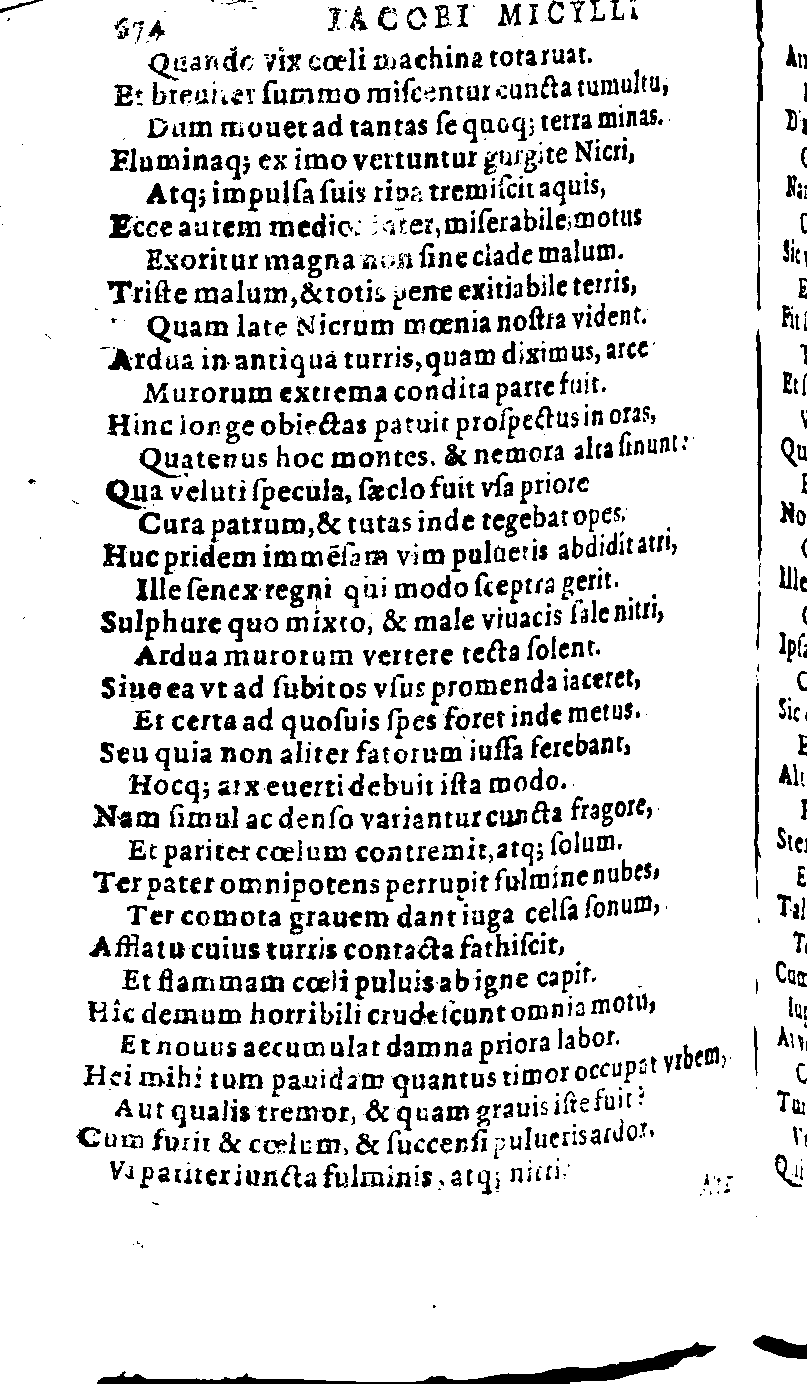 674 IACOBI MICYLLI
Quando vix cœli machina tota ruat.
Et breuiter ſummo miſcentur cuncta tumultu,
Dum mouet ad tantas ſe quoq; terra minas.
Fluminaq; ex imo vertuntur gurgite Nicri,
Atq; impulſa ſuis ripa tremiſcit aquis,
Ecce autem medios inter, miſerabile, motus
Exoritur magna non ſine clade malum.
Triſte malum, & totis pene exitiabile terris,
Quam late Nicrum mœnia noſtra vident.
Ardua in antiqua turris, quam diximus, arce
Murorum extrema condita parte fuit.
Hinc longe obiectas patuit proſpectus in oras,
Quatenus hoc montes. & nemora alta ſinunt:
Qua veluti ſpecula, ſæclo fuit vſa priore
Cura patrum, & tutas inde tegebat opes.
Huc pridem immẽſam vim pulueris abdidit atri,
Ille ſenex regni qui modo ſceptra gerit.
Sulphure quo mixto, & male viuacis ſale nitri,
Ardua murorum vertere tecta ſolent.
Siue ea vt ad ſubitos vſus promenda iaceret,
Et certa ad quoſuis ſpes foret inde metus.
Seu quia non aliter fatorum iuſſa ferebant,
Hocq; arx euerti debuit iſta modo.
Nam ſimul ac denſo variantur cuncta fragore,
Et pariter cœlum contremit, atq; ſolum.
Ter pater omnipotens perrupit fulmine nubes,
Ter comota grauem dant iuga celſa ſonum,
Afflatu cuius turris contacta fathiſcit,
Et flammam cœli puluis ab igne capit.
Hîc demum horribili crudeſcunt omnia motu,
Et nouus aecumulat damna priora labor.
Hei mihi tum pauidam quantus timor occupat vrbem,
Aut qualis tremor, & quam grauis iſte fuit?
Cum furit & cœlum, & ſuccenſi pulueris ardor,
Vi pariter iuncta fulminis, atq; nitri.